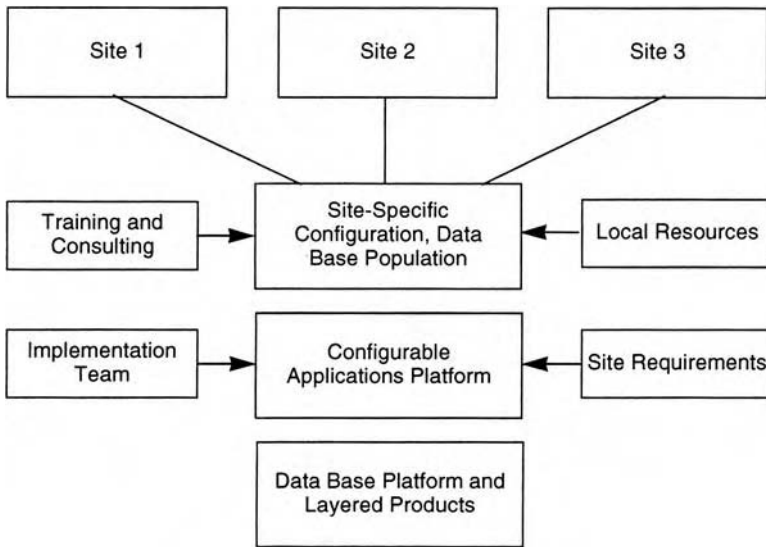 Site 1
Site 2
Site 3
Training and
Consulting
Site-Specific
Configuration, Data
Base Population
Local Resources
Implementation
Team
Configurable
Applications Platform
Site Requirements
Data Base Platform and
Layered Products